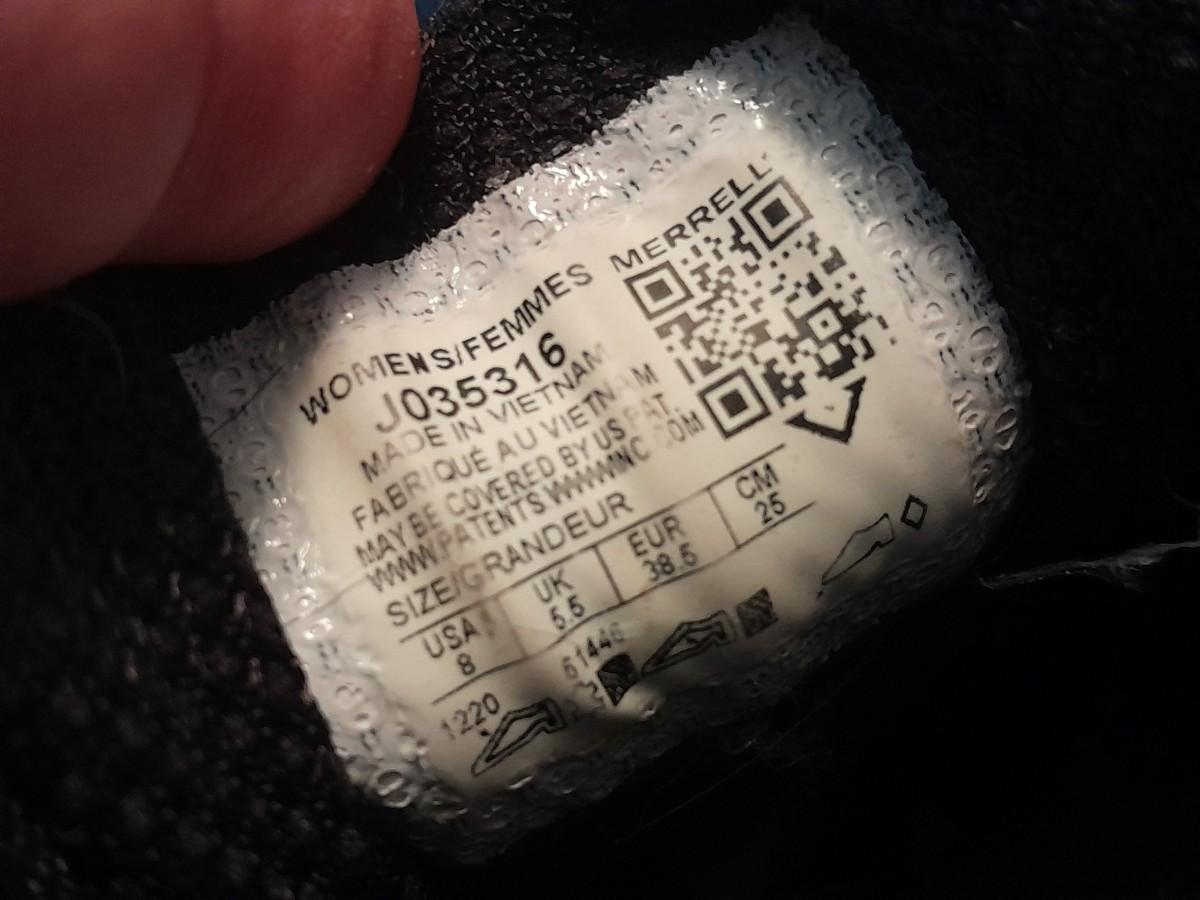 WOMENS/FEMMES MERRELL
J035316
MADE IN VIETNAM
FABRIQUÉ AU VIETNAM
MAY BE COVERED BY US PAT.
WWW.PATENTS WWWINC.COM
SIZE/GRANDEUR
USA UK EUR CM
8 5.5 38.5 25
1220 61446